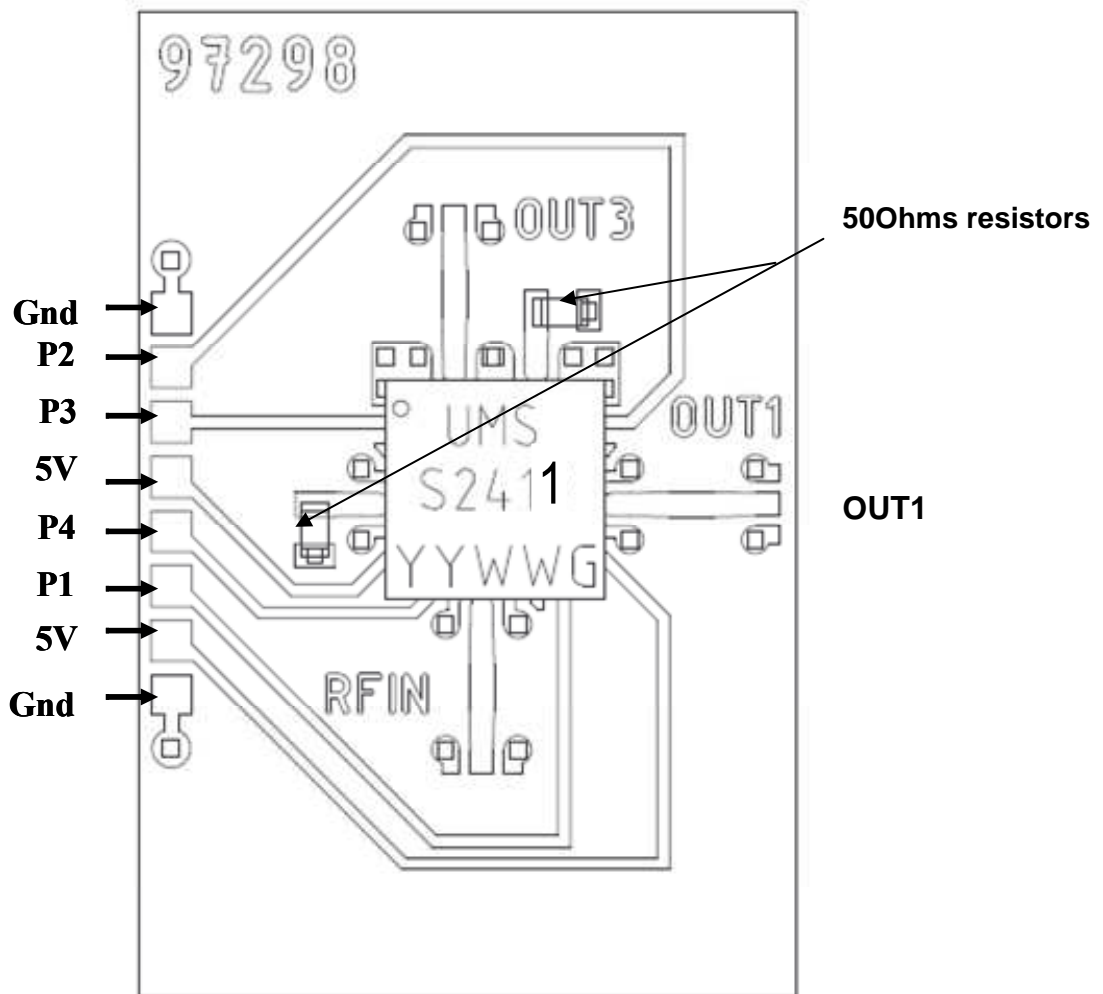 97298
OUT3
50Ohms resistors
Gnd
P2
P3
5V
P4
P1
5V
Gnd
UMS
S2411
YYWWG
OUT1
OUT1
RFIN